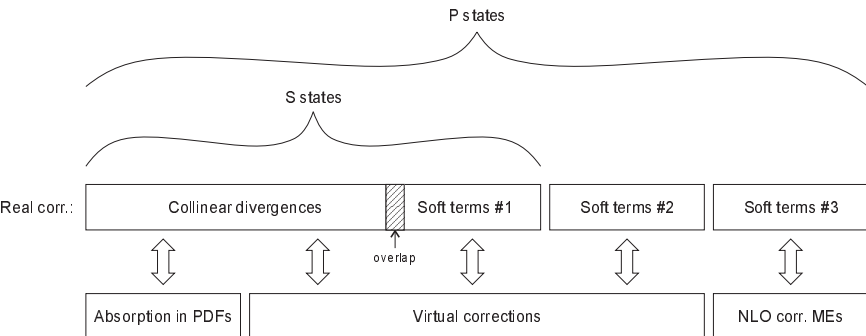 P states
S states
Real corr.: Collinear divergences Soft terms #1 Soft terms #2 Soft terms #3
overlap
Absorption in PDFs Virtual corrections NLO corr. MEs